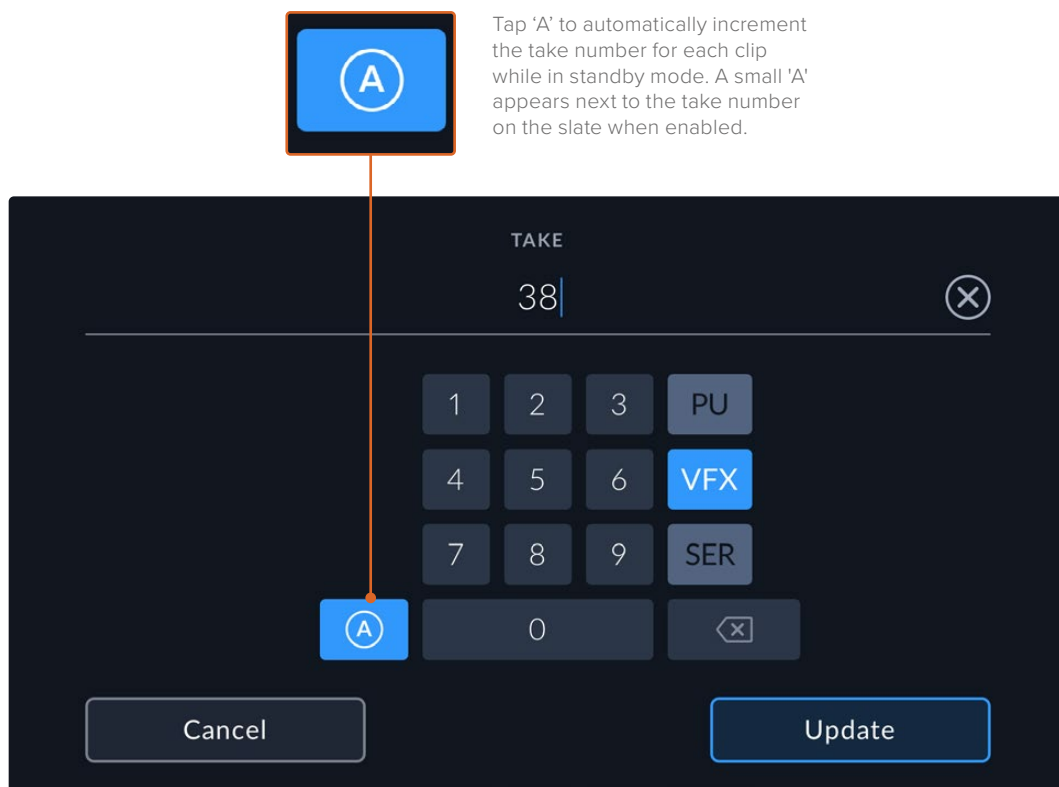 A
Tap ‘A’ to automatically increment
the take number for each clip
while in standby mode. A small 'A'
appears next to the take number
on the slate when enabled.
TAKE
38
1 2 3 PU
4 5 6 VFX
7 8 9 SER
A 0
Cancel Update